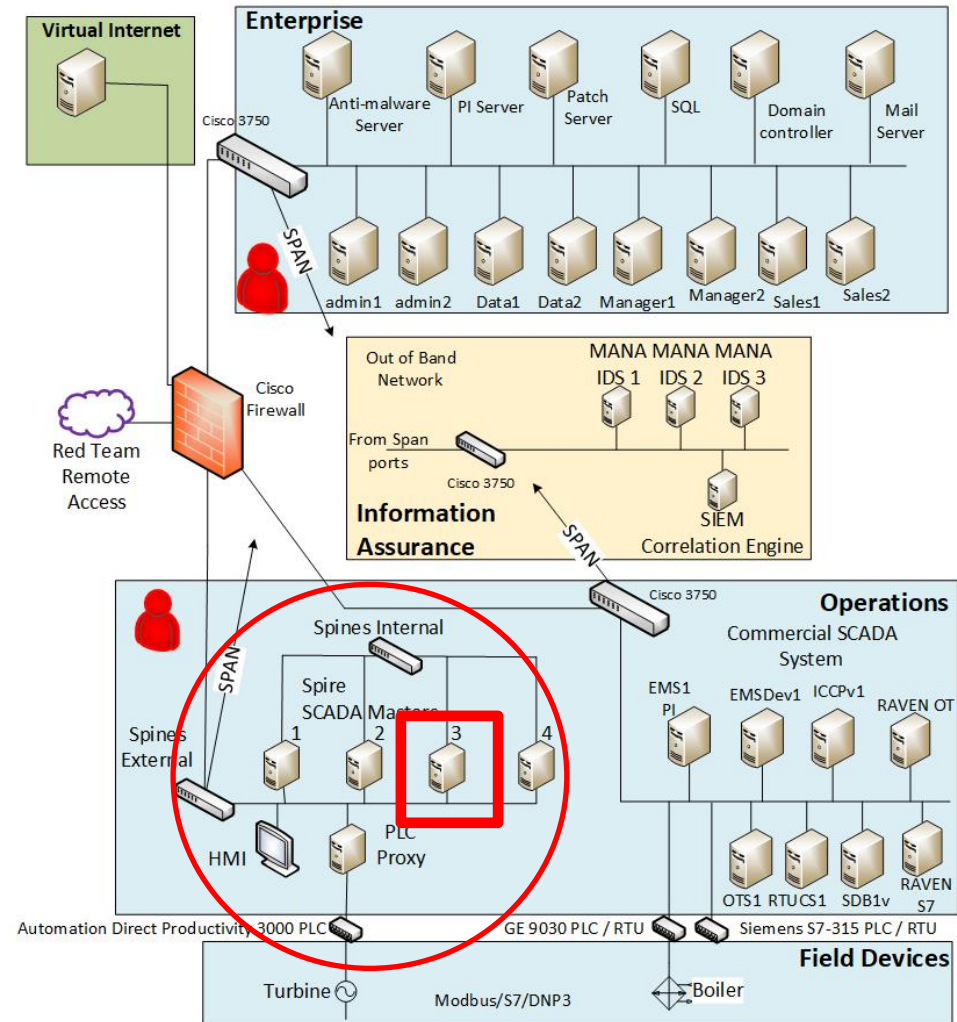 Virtual Internet
Enterprise
Cisco 3750
Anti-malware
Server
PI Server
Patch
Server
SQL
Domain
controller
Mail
Server
SPAN
admin1
admin2
Data1
Data2
Manager1
Manager2
Sales1
Sales2
Out of Band
Network
MANA MANA MANA
IDS 1 IDS 2 IDS 3
From Span
ports
Cisco 3750
SIEM
Correlation Engine
Information
Assurance
Cisco
Firewall
Red Team
Remote
Access
SPAN
SPAN
Cisco 3750
Operations
Commercial SCADA
System
Spines Internal
Spire
SCADA Masters
1 2 3 4
Spines
External
HMI
PLC
Proxy
EMS1
PI
EMSDev1
ICCPv1
RAVEN OT
OTS1
RTUCS1
SDB1v
RAVEN
S7
Automation Direct Productivity 3000 PLC
GE 9030 PLC / RTU
Siemens S7-315 PLC / RTU
Field Devices
Turbine
Modbus/S7/DNP3
Boiler